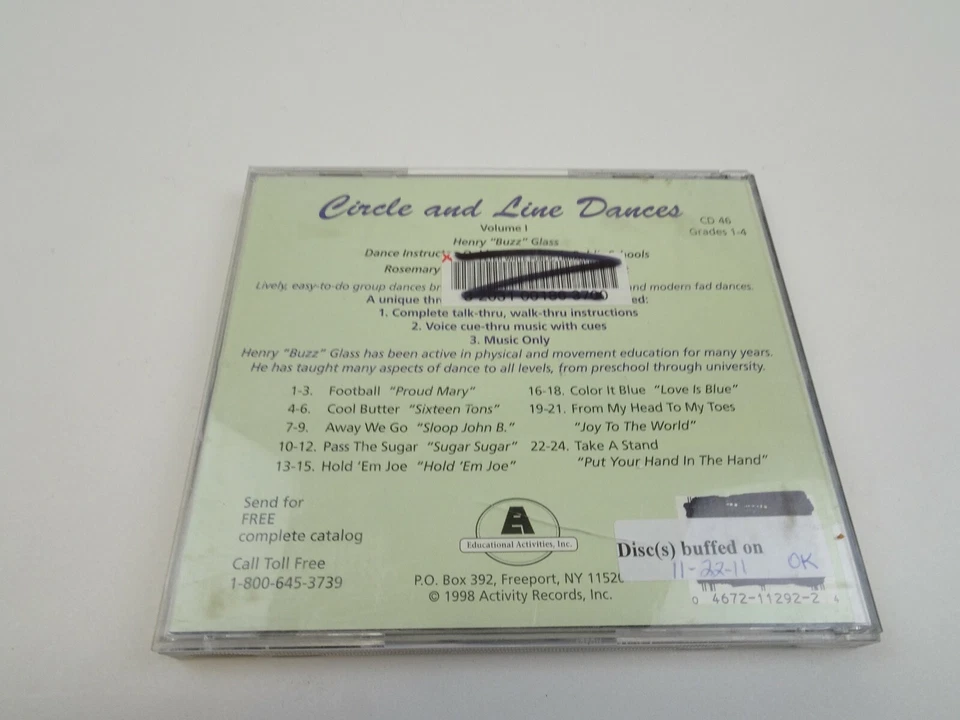 Circle and Line Dances
CD 46
Volume I
Grades 1-4
Henry "Buzz" Glass
Dance Instruc
Rosemary
Lively, easy-to-do group dances and modern fad dances.
A unique ed:
1. Complete talk-thru, walk-thru instructions
2. Voice cue-thru music with cues
3. Music Only
Henry "Buzz" Glass has been active in physical and movement education for many years.
He has taught many aspects of dance to all levels, from preschool through university.
1-3. Football "Proud Mary"
4-6. Cool Butter "Sixteen Tons"
7-9. Away We Go "Sloop John B."
10-12. Pass The Sugar "Sugar Sugar"
13-15. Hold 'Em Joe "Hold 'Em Joe"
16-18. Color It Blue "Love Is Blue"
19-21. From My Head To My Toes
"Joy To The World"
22-24. Take A Stand
"Put Your Hand In The Hand"
Send for
FREE
complete catalog
Call Toll Free
1-800-645-3739
EA
Educational Activities, Inc.
P.O. Box 392, Freeport, NY 11520
© 1998 Activity Records, Inc.
Disc(s) buffed on
11-22-11 OK
0 4672-11292-2 4